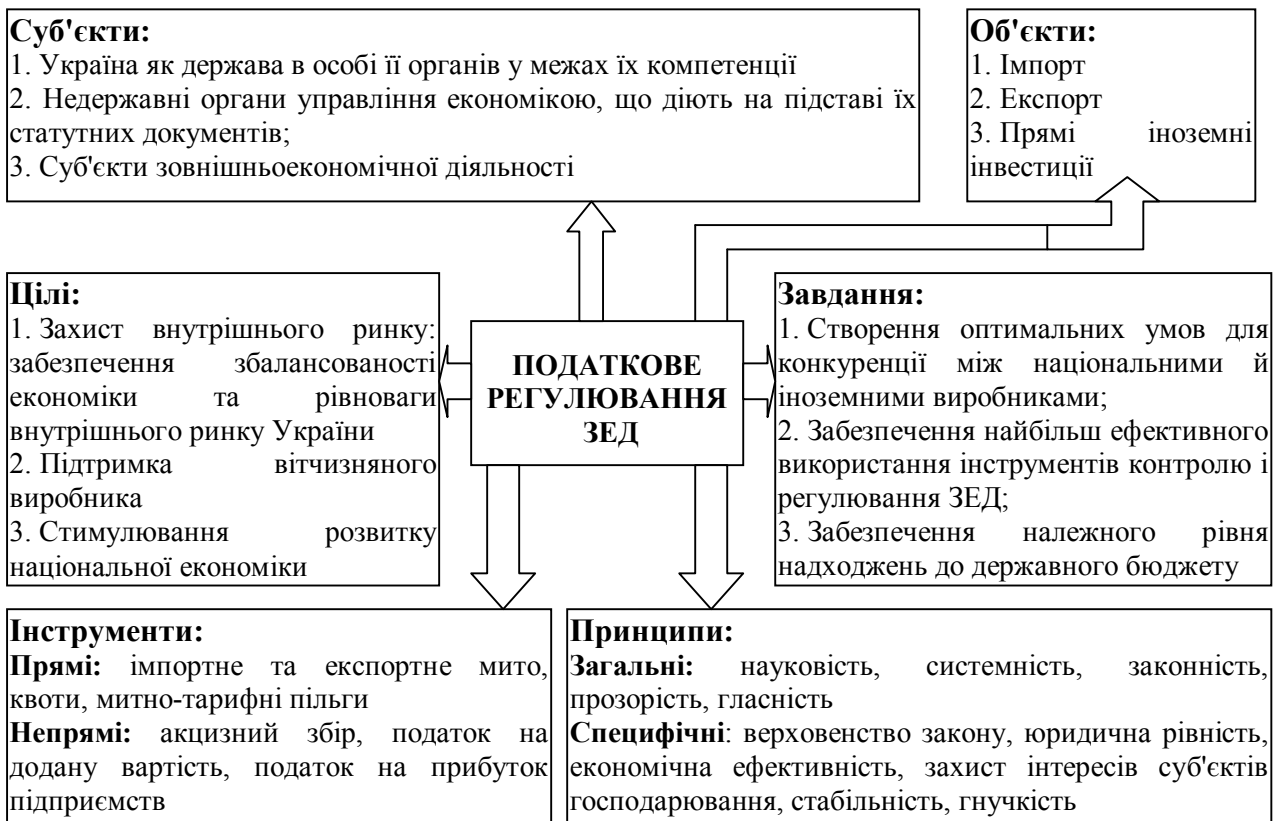 Суб'єкти:
1. Україна як держава в особі її органів у межах їх компетенції
2. Недержавні органи управління економікою, що діють на підставі їх
статутних документів;
3. Суб'єкти зовнішньоекономічної діяльності
Об'єкти:
1. Імпорт
2. Експорт
3. Прямі іноземні
інвестиції
Цілі:
1. Захист внутрішнього ринку:
забезпечення збалансованості
економіки та рівноваги
внутрішнього ринку України
2. Підтримка вітчизняного
виробника
3. Стимулювання розвитку
національної економіки
ПОДАТКОВЕ
РЕГУЛЮВАННЯ
ЗЕД
Завдання:
1. Створення оптимальних умов для
конкуренції між національними й
іноземними виробниками;
2. Забезпечення найбільш ефективного
використання інструментів контролю і
регулювання ЗЕД;
3. Забезпечення належного рівня
надходжень до державного бюджету
Інструменти:
Прямі: імпортне та експортне мито,
квоти, митно-тарифні пільги
Непрямі: акцизний збір, податок на
додану вартість, податок на прибуток
підприємств
Принципи:
Загальні: науковість, системність, законність,
прозорість, гласність
Специфічні: верховенство закону, юридична рівність,
економічна ефективність, захист інтересів суб'єктів
господарювання, стабільність, гнучкість